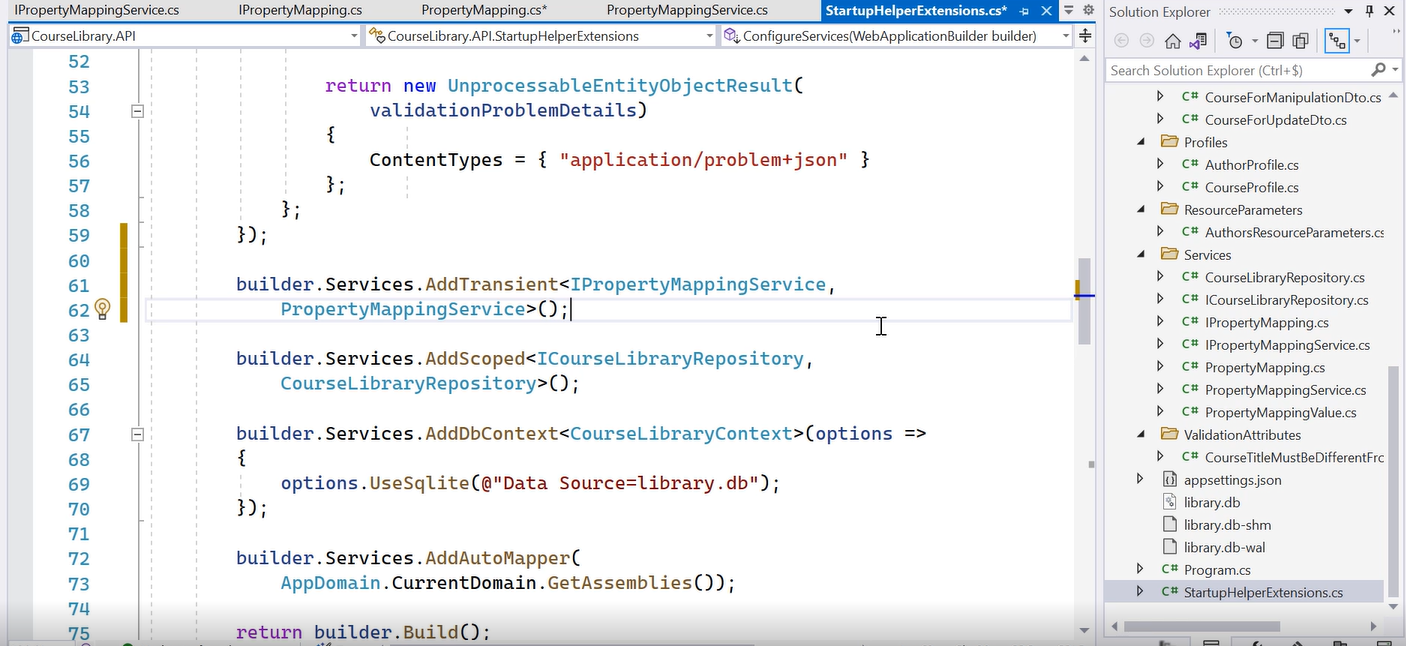 IPropertyMappingService.cs
IPropertyMapping.cs
PropertyMapping.cs*
PropertyMappingService.cs
StartupHelperExtensions.cs*
CourseLibrary.API
CourseLibrary.API.StartupHelperExtensions
ConfigureServices(WebApplicationBuilder builder)
52
53 return new UnprocessableEntityObjectResult(
54 validationProblemDetails)
55 {
56 ContentTypes = { "application/problem+json" }
57 };
58 };
59 });
60
61 builder.Services.AddTransient<IPropertyMappingService,
62 PropertyMappingService>();
63
64 builder.Services.AddScoped<ICourseLibraryRepository,
65 CourseLibraryRepository>();
66
67 builder.Services.AddDbContext<CourseLibraryContext>(options =>
68 {
69 options.UseSqlite(@"Data Source=library.db");
70 });
71
72 builder.Services.AddAutoMapper(
73 AppDomain.CurrentDomain.GetAssemblies());
74
75 return builder.Build();
Solution Explorer
Search Solution Explorer (Ctrl+$)
C# CourseForManipulationDto.cs
C# CourseForUpdateDto.cs
Profiles
C# AuthorProfile.cs
C# CourseProfile.cs
ResourceParameters
C# AuthorsResourceParameters.cs
Services
C# CourseLibraryRepository.cs
C# ICourseLibraryRepository.cs
C# IPropertyMapping.cs
C# IPropertyMappingService.cs
C# PropertyMapping.cs
C# PropertyMappingService.cs
C# PropertyMappingValue.cs
ValidationAttributes
C# CourseTitleMustBeDifferentFrc
appsettings.json
library.db
library.db-shm
library.db-wal
C# Program.cs
C# StartupHelperExtensions.cs